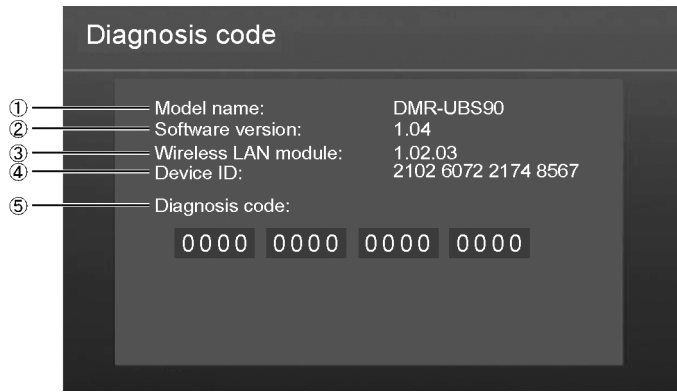 Diagnosis code
① Model name: DMR-UBS90
② Software version: 1.04
③ Wireless LAN module: 1.02.03
④ Device ID: 2102 6072 2174 8567
⑤ Diagnosis code:
0000 0000 0000 0000